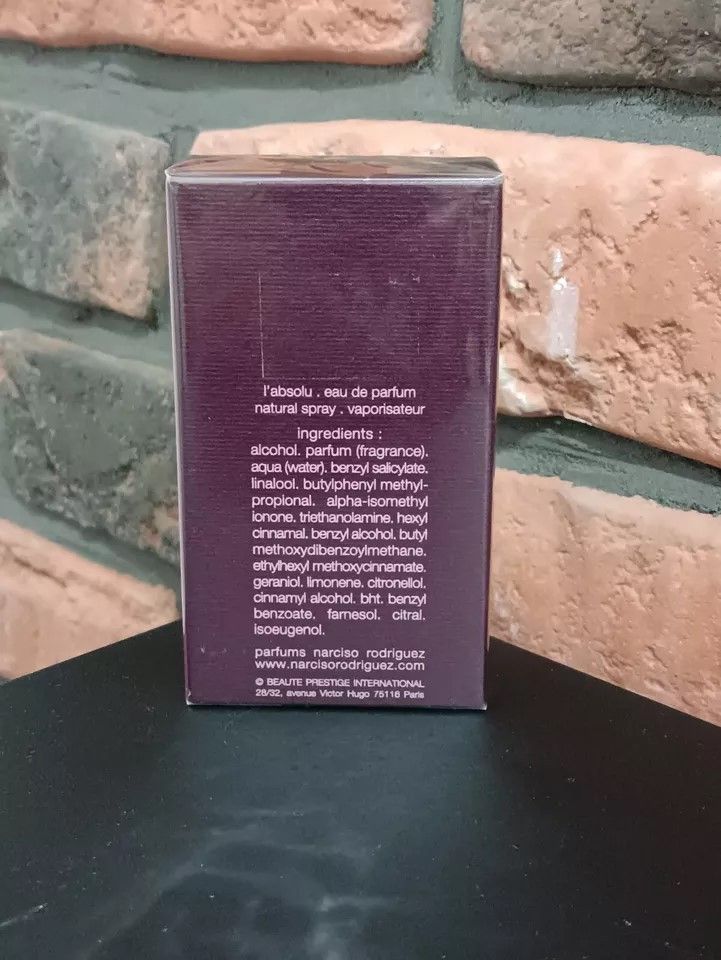 l'absolu . eau de parfum
natural spray . vaporisateur
ingredients :
alcohol. parfum (fragrance).
aqua (water). benzyl salicylate.
linalool. butylphenyl methyl-
propional. alpha-isomethyl
ionone. triethanolamine. hexyl
cinnamal. benzyl alcohol. butyl
methoxydibenzoylmethane.
ethylhexyl methoxycinnamate.
geraniol. limonene. citronellol.
cinnamyl alcohol. bht. benzyl
benzoate. farnesol. citral.
isoeugenol.
parfums narciso rodriguez
www.narcisorodriguez.com
© BEAUTE PRESTIGE INTERNATIONAL
28/32, avenue Victor Hugo 75116 Paris